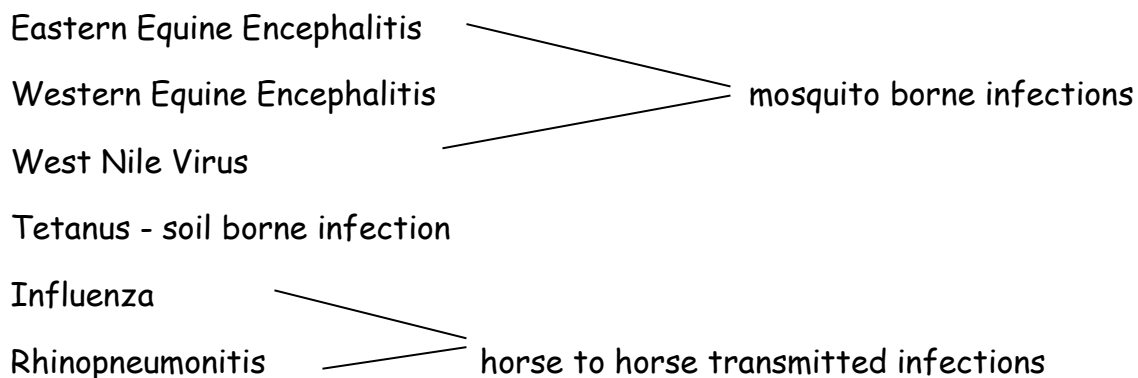 Eastern Equine Encephalitis
Western Equine Encephalitis mosquito borne infections
West Nile Virus
Tetanus - soil borne infection
Influenza
Rhinopneumonitis horse to horse transmitted infections